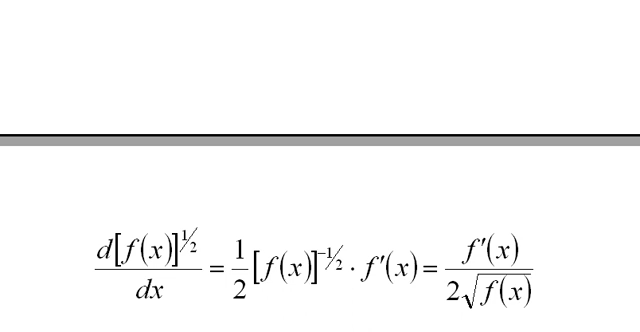 d[f(x)]^{1/2}/dx = 1/2 [f(x)]^{-1/2} · f'(x) = f'(x)/2√f(x)